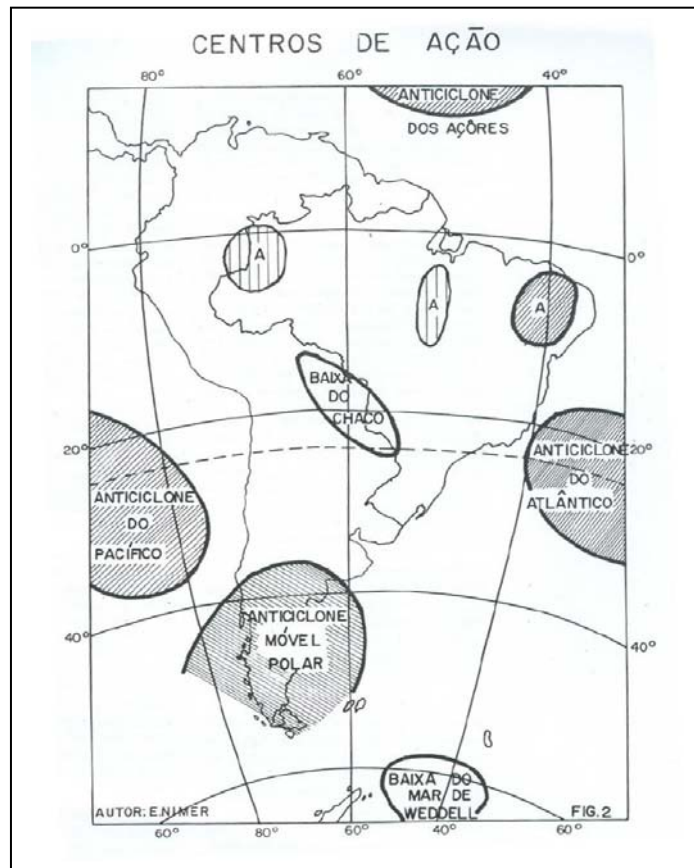 CENTROS DE AÇÃO
80° 60° 40°
ANTICICLONE
DOS AÇÔRES
0° 0°
A
A
A
BAIXA
DO
CHACO
20° 20°
ANTICICLONE
DO
ATLÂNTICO
ANTICICLONE
DO
PACÍFICO
ANTICICLONE
MÓVEL
POLAR
40° 40°
BAIXA DO
MAR DE
WEDDELL
AUTOR: E.NIMER
FIG.2
60° 80° 60° 40° 60°